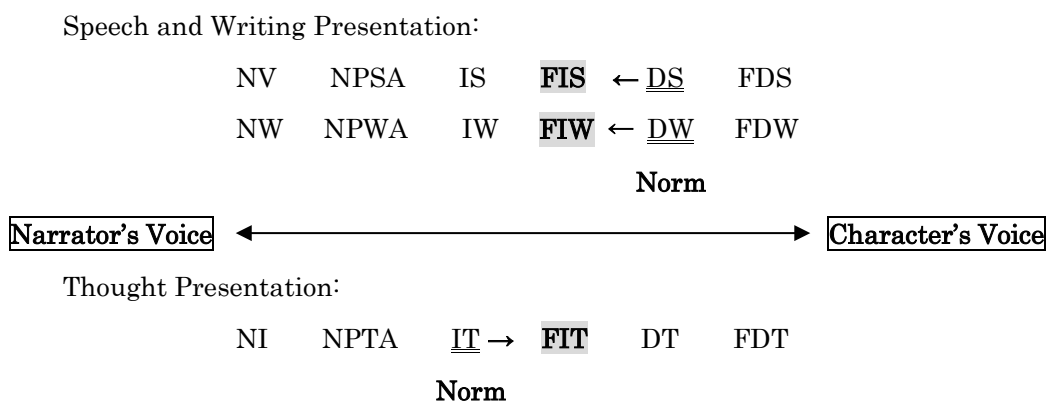 Speech and Writing Presentation:
NV NPSA IS FIS ← DS FDS
NW NPWA IW FIW ← DW FDW
Norm
Narrator's Voice Character's Voice
Thought Presentation:
NI NPTA IT → FIT DT FDT
Norm